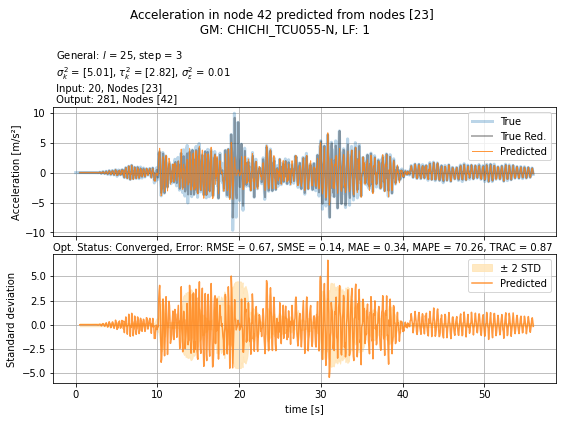 Acceleration in node 42 predicted from nodes [23]
GM: CHICHI_TCU055-N, LF: 1
General: l = 25, step = 3
σ²ₖ = [5.01], τ²ₖ = [2.82], σ²ε = 0.01
Input: 20, Nodes [23]
Output: 281, Nodes [42]
Acceleration [m/s²]
10
5
0
−5
−10
True
True Red.
Predicted
Opt. Status: Converged, Error: RMSE = 0.67, SMSE = 0.14, MAE = 0.34, MAPE = 70.26, TRAC = 0.87
Standard deviation
5.0
2.5
0.0
−2.5
−5.0
± 2 STD
Predicted
0 10 20 30 40 50
time [s]